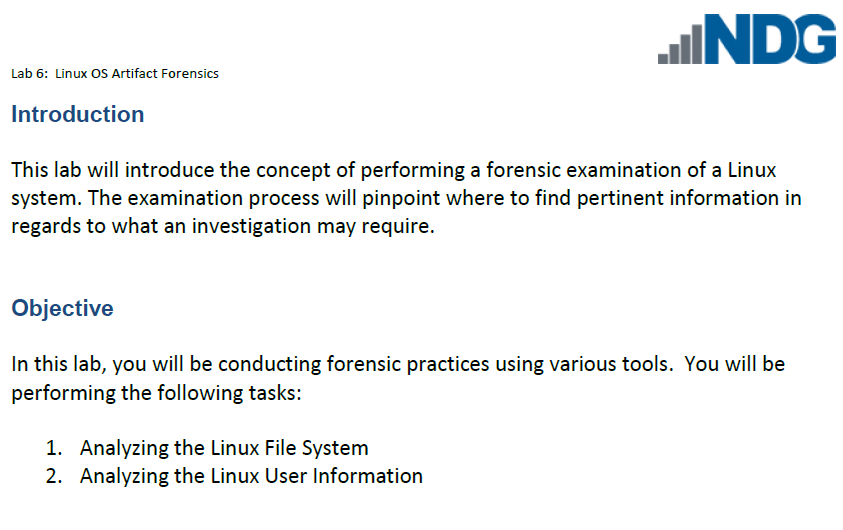 NDG
Lab 6: Linux OS Artifact Forensics
Introduction
This lab will introduce the concept of performing a forensic examination of a Linux
system. The examination process will pinpoint where to find pertinent information in
regards to what an investigation may require.
Objective
In this lab, you will be conducting forensic practices using various tools.  You will be
performing the following tasks:
1. Analyzing the Linux File System
2. Analyzing the Linux User Information